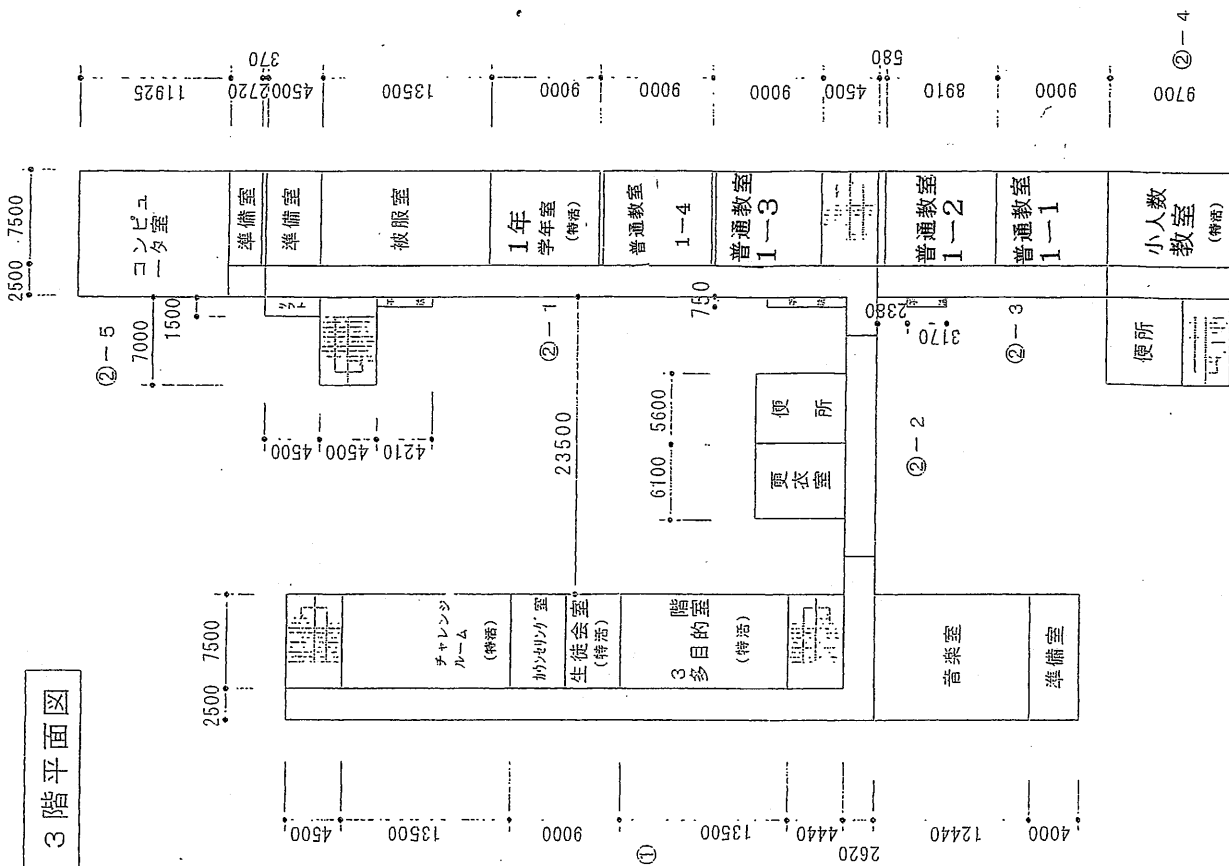 3階平面図
2500
7500
コンピュ
ータ室
準備室
準備室
被服室
1年
学年室
(特活)
普通教室
1-4
普通教室
1-3
普通教室
1-2
普通教室
1-1
小人数
教室
(特活)
11925
2720
370
4500
13500
9000
9000
9000
4500
580
8910
9000
9700
②-4
②-5
7000
1500
リフト
4500
4500
4210
②-1
23500
750
2380
3170
②-3
便所
6100
5600
更衣室
便所
②-2
2500
7500
チャレンジ
ルーム
(特活)
カウンセリング室
生徒会室
(特活)
3階
多目的室
(特活)
音楽室
準備室
4500
13500
9000
①
13500
4440
2620
12440
4000